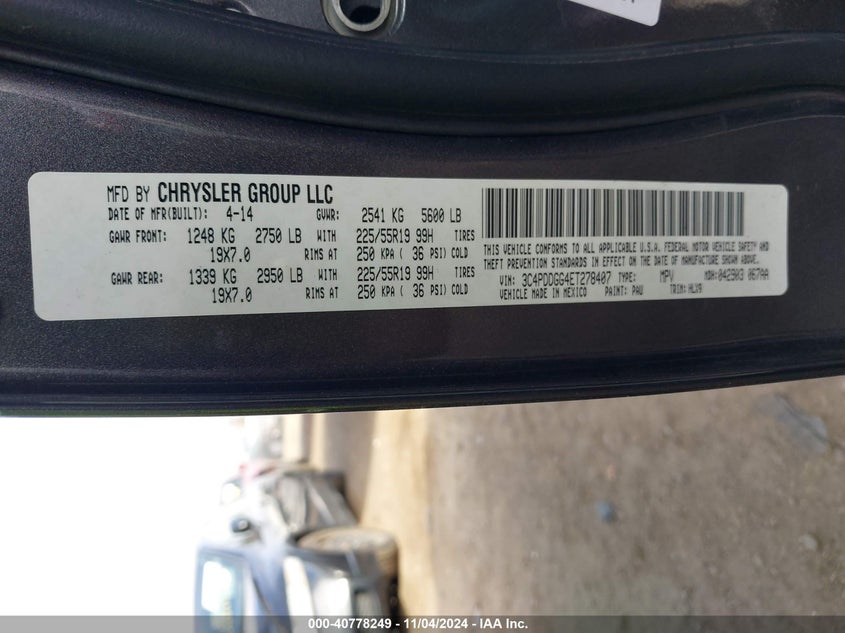 MFD BY CHRYSLER GROUP LLC
DATE OF MFR(BUILT): 4-14 GVWR: 2541 KG 5600 LB
GAWR FRONT: 1248 KG 2750 LB WITH 225/55R19 99H TIRES
19X7.0 RIMS AT 250 KPA ( 36 PSI) COLD
GAWR REAR: 1339 KG 2950 LB WITH 225/55R19 99H TIRES
19X7.0 RIMS AT 250 KPA ( 36 PSI) COLD
THIS VEHICLE CONFORMS TO ALL APPLICABLE U.S.A. FEDERAL MOTOR VEHICLE SAFETY AND
THEFT PREVENTION STANDARDS IN EFFECT ON THE DATE OF MANUFACTURE SHOWN ABOVE
VIN: 3C4PDDGG4ET278407 TYPE: MPV MDH: 042903 067AA
VEHICLE MADE IN MEXICO PAINT: PAU TRIM: HLX9
000-40778249 - 11/04/2024 - IAA Inc.